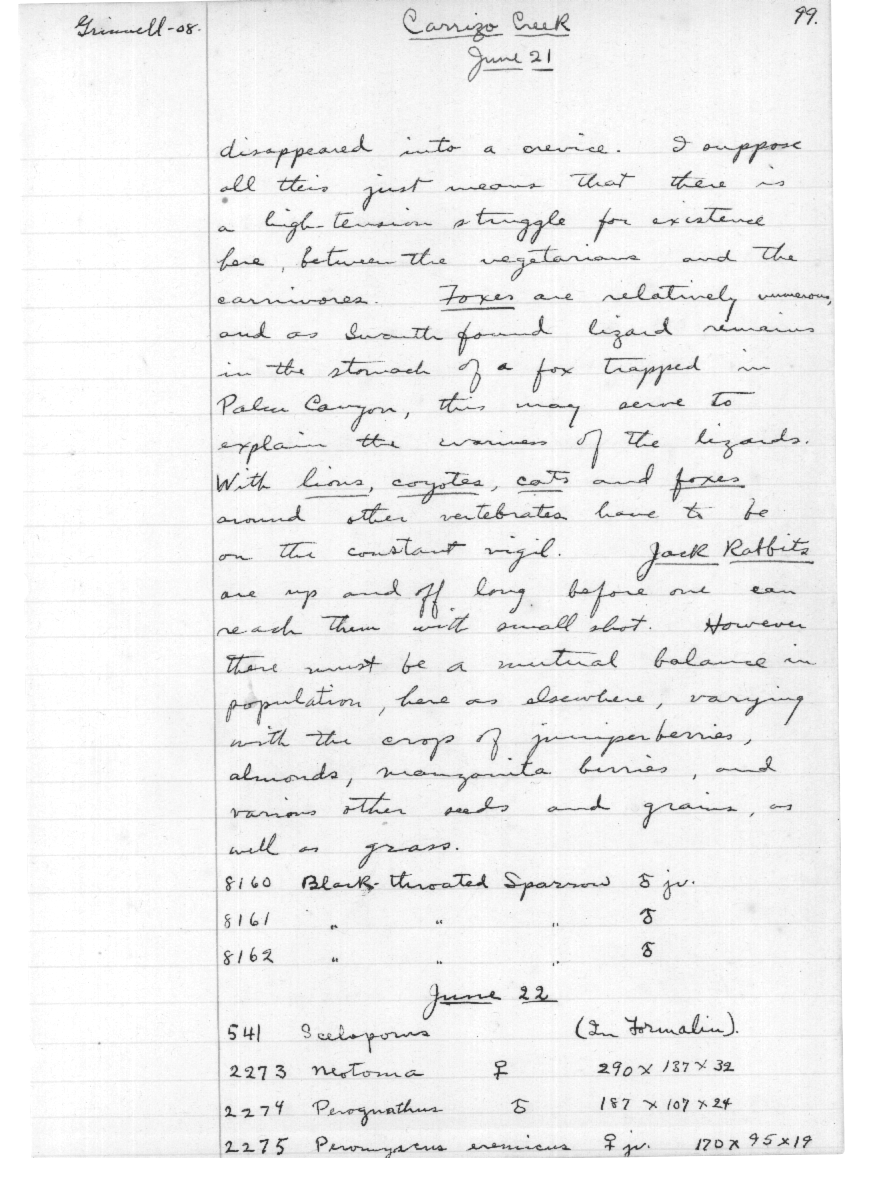 Grinnell-08.
Carrizo Creek
99.
June 21
disappeared into a crevice. I suppose
all this just means that there is
a high-tension struggle for existence
here, between the vegetarians and the
carnivores. Foxes are relatively numerous,
and as Swarth found lizard remains
in the stomach of a fox trapped in
Palm Canyon, this may serve to
explain the wariness of the lizards.
With lions, coyotes, cats and foxes
around other vertebrates have to be
on the constant vigil. Jack Rabbits
are up and off long before one can
reach them with small shot. However
there must be a mutual balance in
population, here as elsewhere, varying
with the crop of juniper berries,
almonds, manzanita berries, and
various other seeds and grains, as
well as grass.
8160 Black-throated Sparrow ♂ jv.
8161 " " " ♂
8162 " " " ♂
June 22
541 Sceloporus (In Formalin).
2273 Neotoma ♀ 290 x 137 x 32
2274 Perognathus ♂ 187 x 107 x 24
2275 Peromyscus eremicus ♀ jv. 170 x 95 x 19